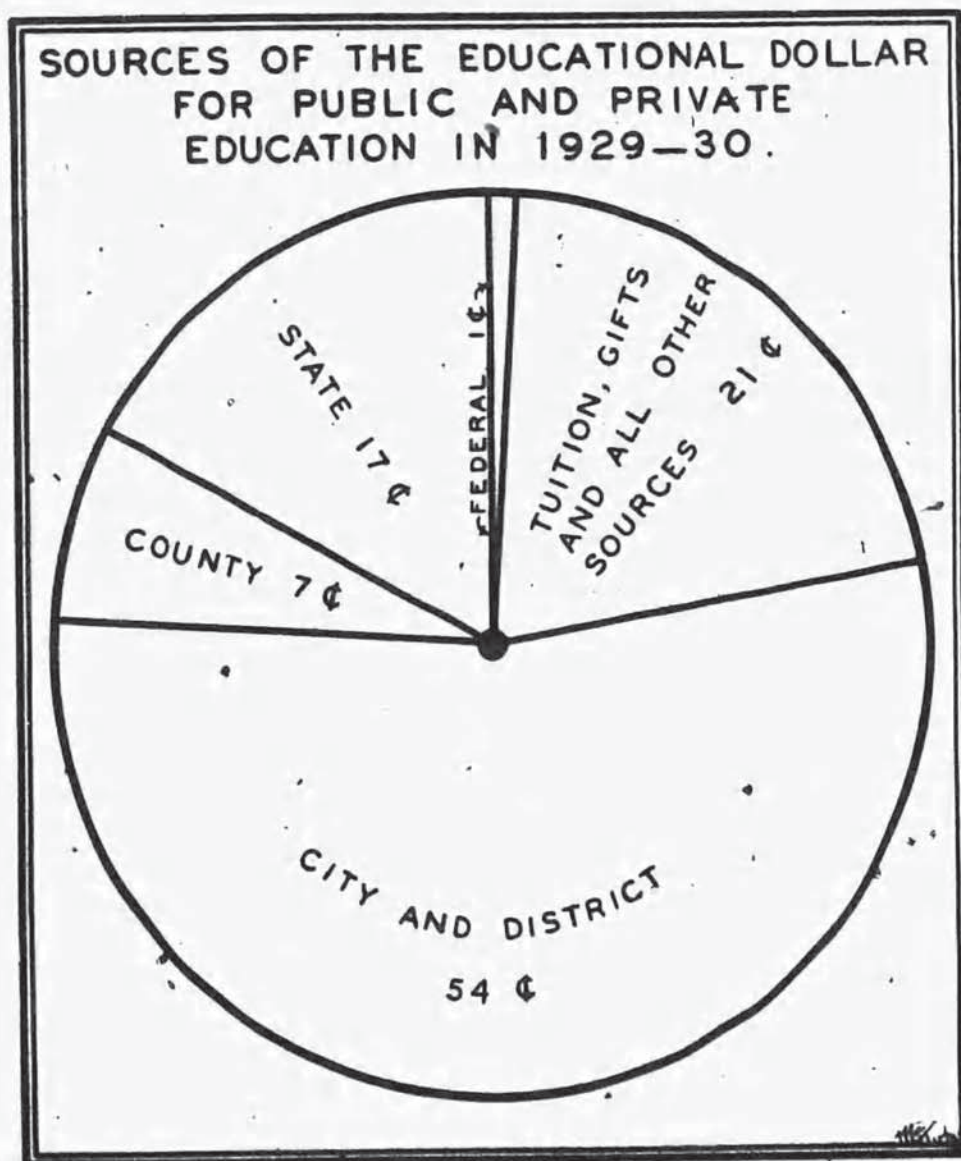 SOURCES OF THE EDUCATIONAL DOLLAR
FOR PUBLIC AND PRIVATE
EDUCATION IN 1929—30.
STATE 17 ¢
FEDERAL 1¢
TUITION, GIFTS
AND ALL OTHER
SOURCES 21 ¢
COUNTY 7 ¢
CITY AND DISTRICT
54 ¢